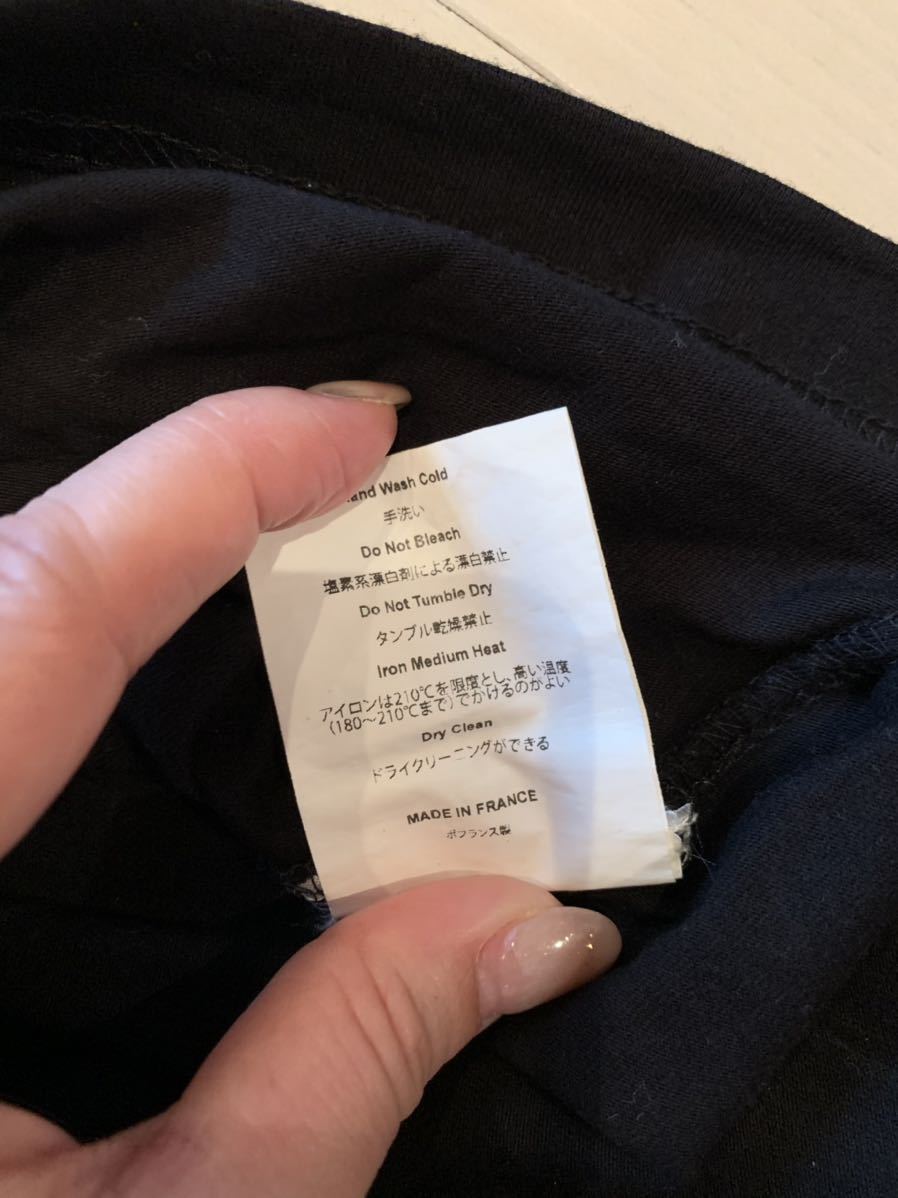 and Wash Cold
手洗い
Do Not Bleach
塩素系漂白剤による漂白禁止
Do Not Tumble Dry
タンブル乾燥禁止
Iron Medium Heat
アイロンは210℃を限度とし、高い温度
(180〜210℃まで)でかけるのがよい
Dry Clean
ドライクリーニングができる
MADE IN FRANCE
ポフランス製